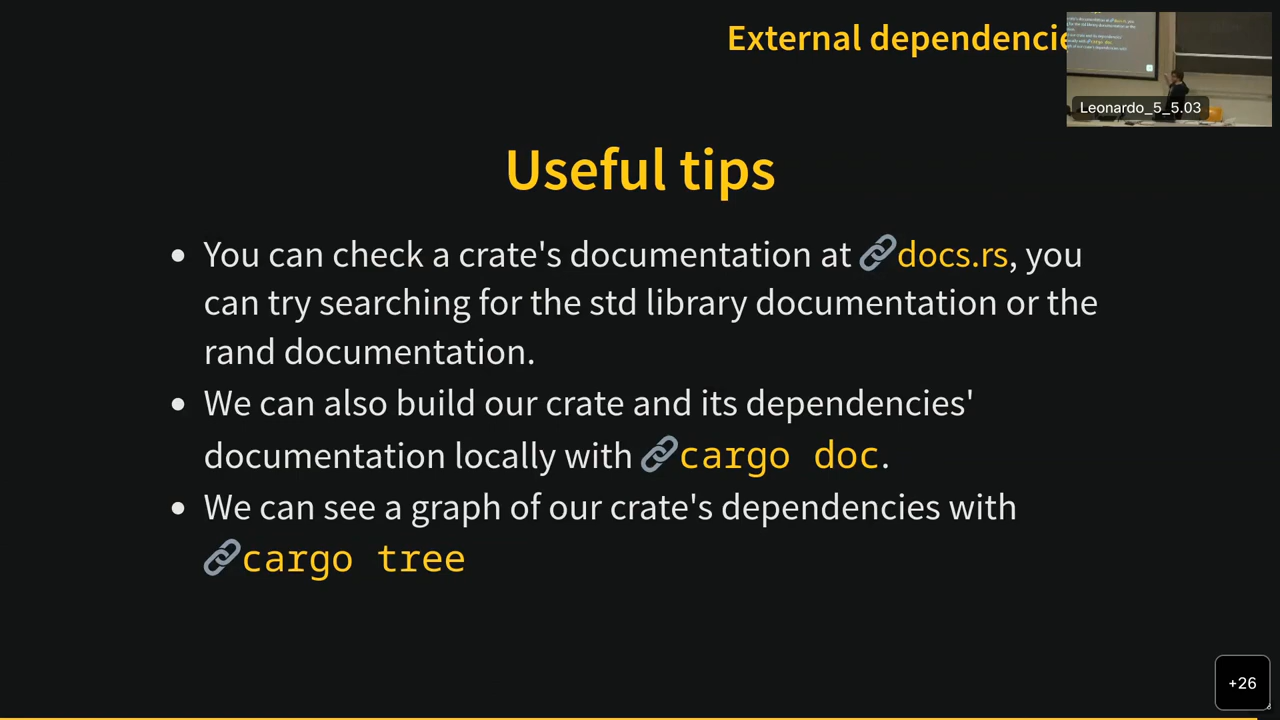 External dependencie
Leonardo_5_5.03
Useful tips
• You can check a crate's documentation at docs.rs, you
can try searching for the std library documentation or the
rand documentation.
• We can also build our crate and its dependencies'
documentation locally with cargo doc.
• We can see a graph of our crate's dependencies with
cargo tree
+26